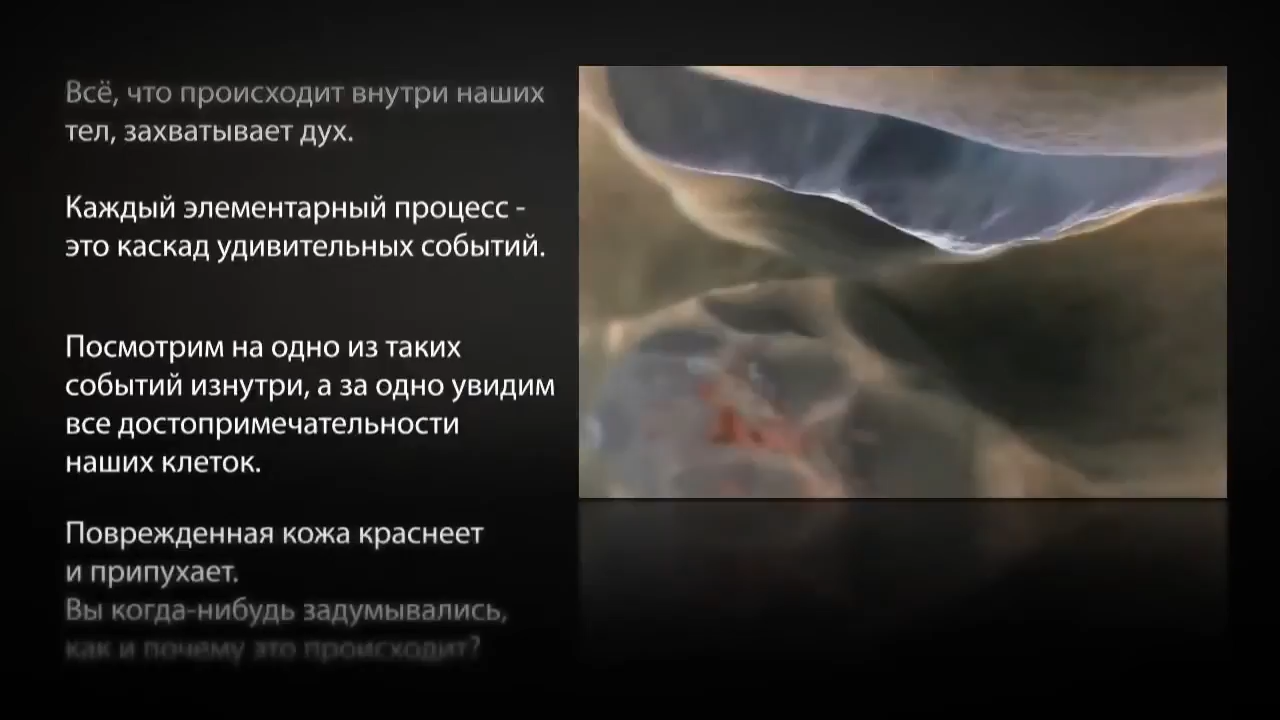 Всё, что происходит внутри наших
тел, захватывает дух.
Каждый элементарный процесс -
это каскад удивительных событий.
Посмотрим на одно из таких
событий изнутри, а за одно увидим
все достопримечательности
наших клеток.
Поврежденная кожа краснеет
и припухает.
Вы когда-нибудь задумывались,
как и почему это происходит?